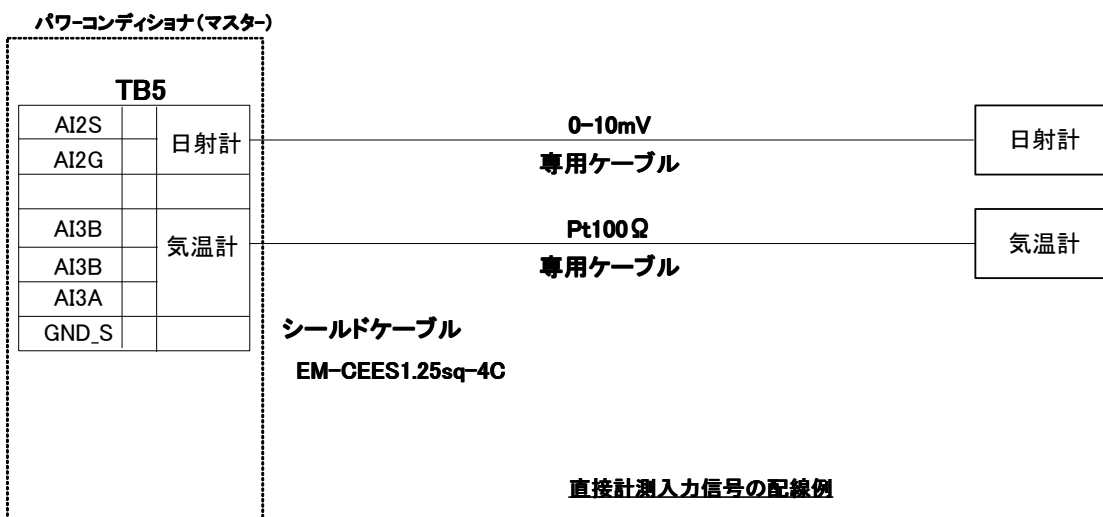 パワーコンディショナ(マスター)
TB5
AI2S
AI2G
日射計
0-10mV
専用ケーブル
日射計
AI3B
AI3B
AI3A
気温計
Pt100Ω
専用ケーブル
気温計
GND_S
シールドケーブル
EM-CEES1.25sq-4C
直接計測入力信号の配線例